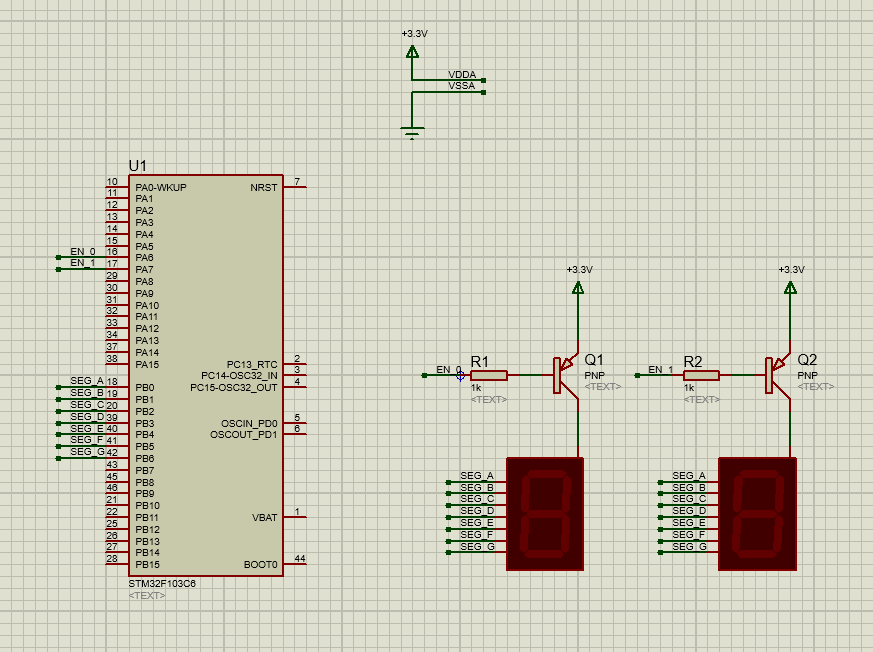 +3.3V
VDDA
VSSA
U1
10 PA0-WKUP NRST 7
11 PA1
12 PA2
13 PA3
14 PA4
15 PA5
EN_0 16 PA6
EN_1 17 PA7
29 PA8
30 PA9
31 PA10
32 PA11
33 PA12
34 PA13
37 PA14
38 PA15
PC13_RTC 2
PC14-OSC32_IN 3
PC15-OSC32_OUT 4
SEG_A 18 PB0
SEG_B 19 PB1
SEG_C 20 PB2
SEG_D 39 PB3
SEG_E 40 PB4
SEG_F 41 PB5
SEG_G 42 PB6
43 PB7
45 PB8
46 PB9
21 PB10
22 PB11
25 PB12
26 PB13
27 PB14
28 PB15
OSCIN_PD0 5
OSCOUT_PD1 6
VBAT 1
BOOT0 44
STM32F103C6
<TEXT>
+3.3V
EN_0
R1
1k
<TEXT>
Q1
PNP
<TEXT>
SEG_A
SEG_B
SEG_C
SEG_D
SEG_E
SEG_F
SEG_G
+3.3V
EN_1
R2
1k
<TEXT>
Q2
PNP
<TEXT>
SEG_A
SEG_B
SEG_C
SEG_D
SEG_E
SEG_F
SEG_G